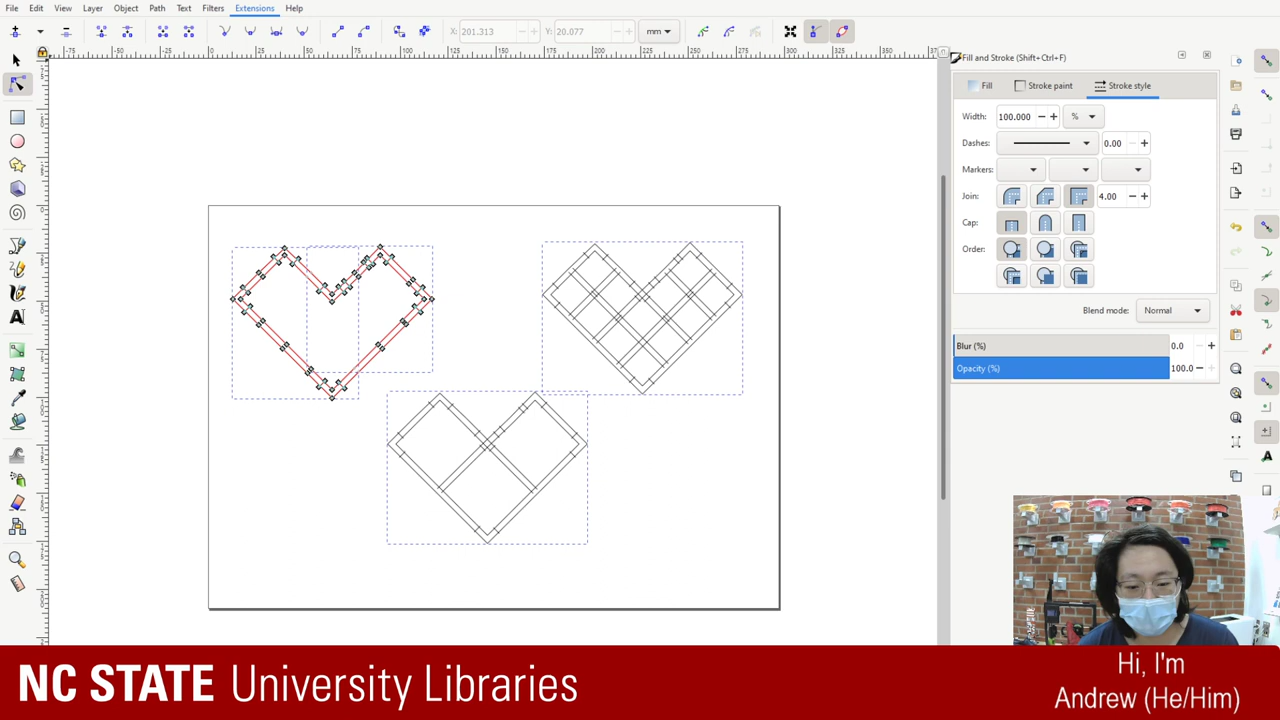 File Edit View Layer Object Path Text Filters Extensions Help
X: 201.313 Y: 20.077 mm
Fill and Stroke (Shift+Ctrl+F)
Fill Stroke paint Stroke style
Width: 100.000 %
Dashes: 0.00
Markers:
Join: 4.00
Cap:
Order:
Blend mode: Normal
Blur (%) 0.0
Opacity (%) 100.0
NC STATE University Libraries
Hi, I'm
Andrew (He/Him)